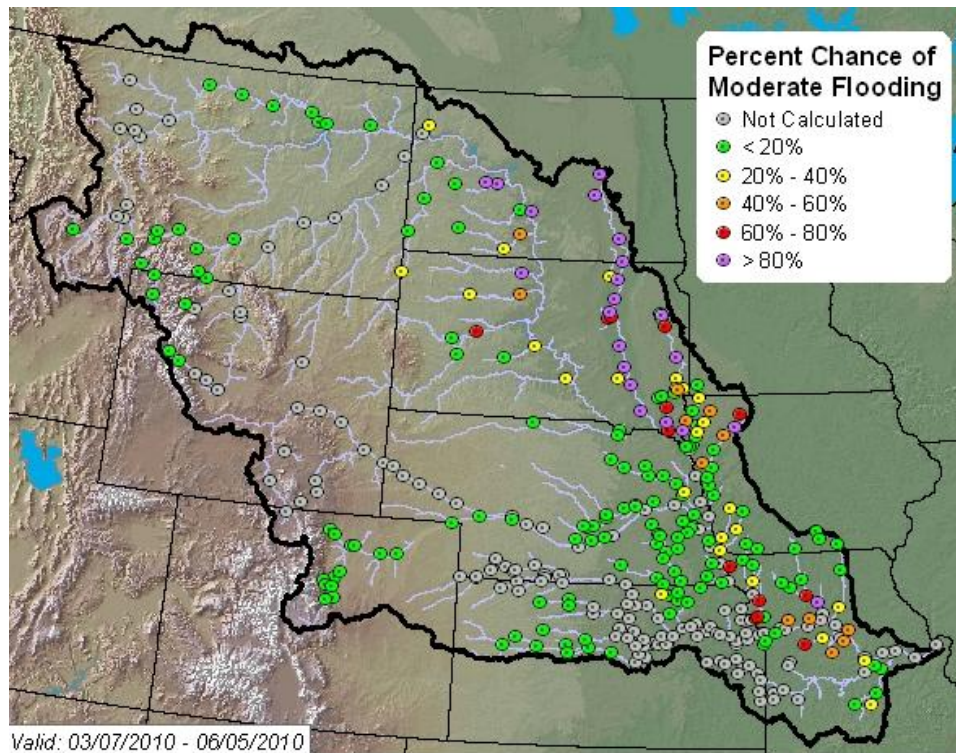 Percent Chance of
Moderate Flooding
Not Calculated
< 20%
20% - 40%
40% - 60%
60% - 80%
> 80%
Valid: 03/07/2010 - 06/05/2010